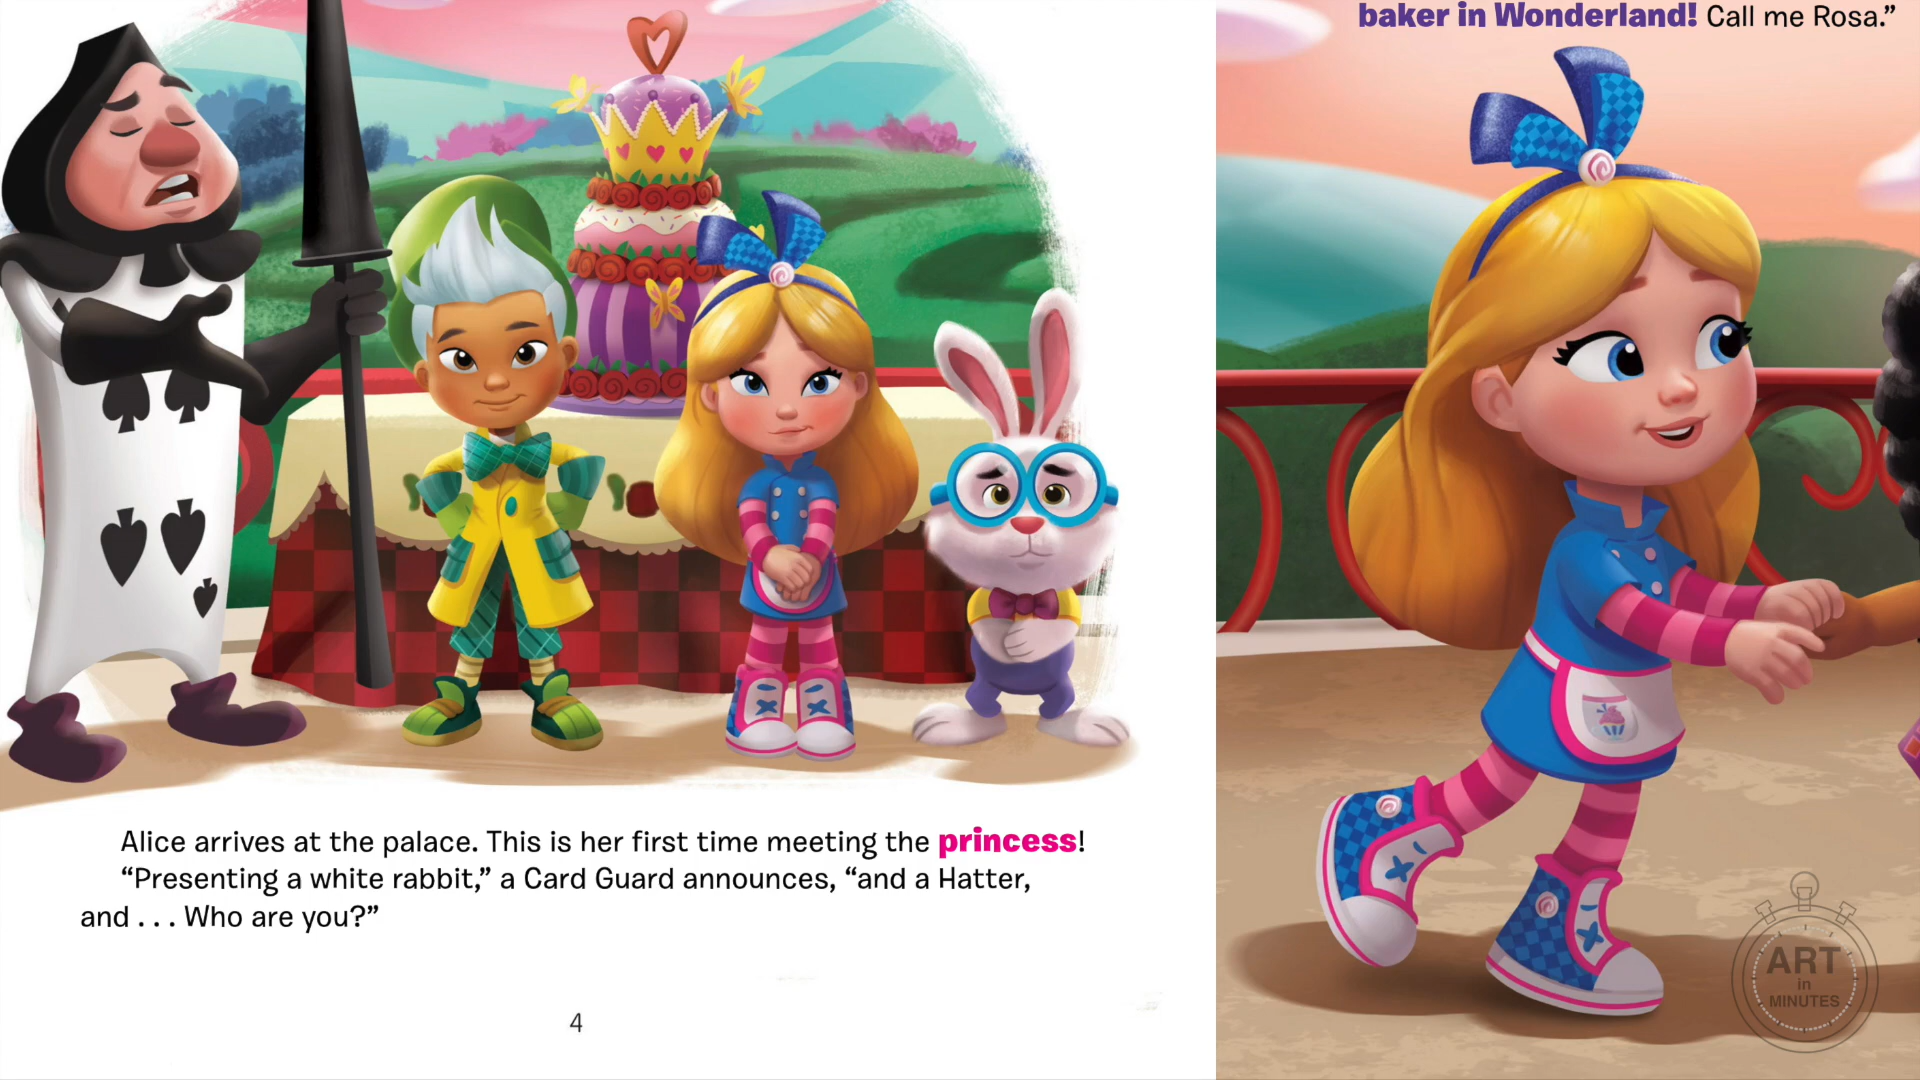 Alice arrives at the palace. This is her first time meeting the princess!
“Presenting a white rabbit,” a Card Guard announces, “and a Hatter,
and . . . Who are you?”
4
baker in Wonderland! Call me Rosa.”
ART
in
MINUTES